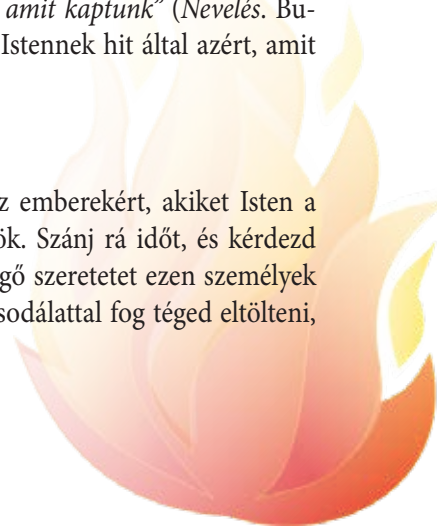 amit kaptunk” (Nevelés. Bu-
Istennek hit által azért, amit
z emberekért, akiket Isten a
ök. Szánj rá időt, és kérdezd
gő szeretetet ezen személyek
sodálattal fog téged eltölteni,